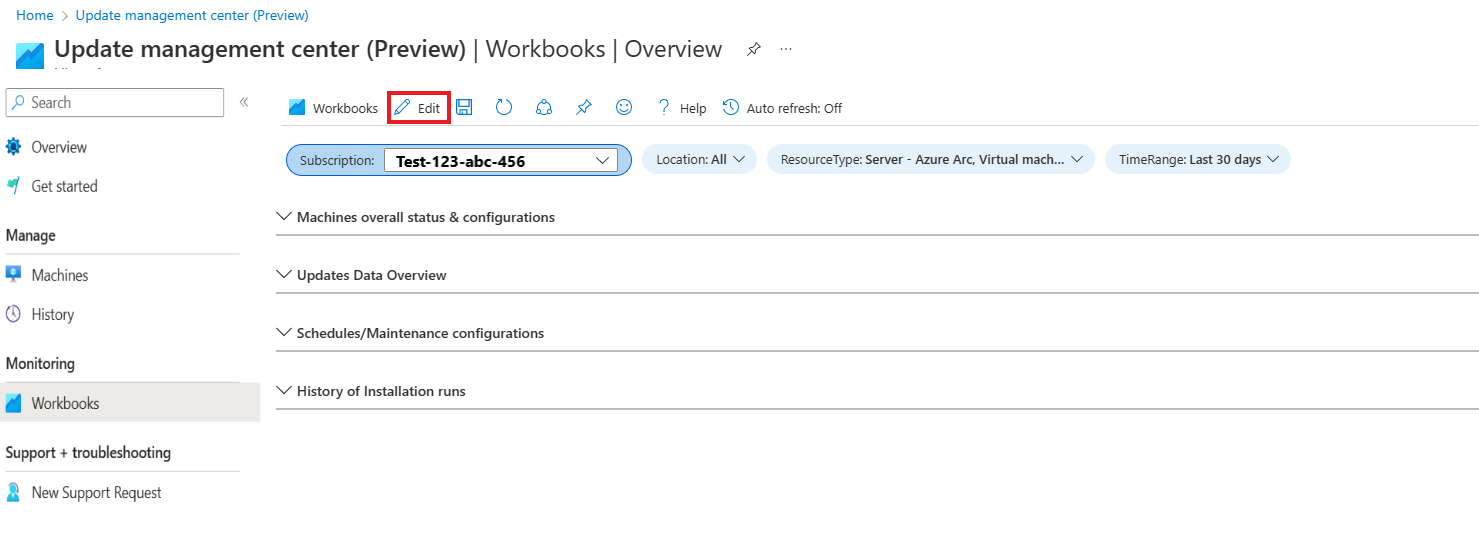 Home > Update management center (Preview)
Update management center (Preview) | Workbooks | Overview ...
Search «
Workbooks Edit ? Help Auto refresh: Off
Overview
Get started
Manage
Machines
History
Monitoring
Workbooks
Support + troubleshooting
New Support Request
Subscription: Test-123-abc-456 Location: All ResourceType: Server - Azure Arc, Virtual mach... TimeRange: Last 30 days
Machines overall status & configurations
Updates Data Overview
Schedules/Maintenance configurations
History of Installation runs